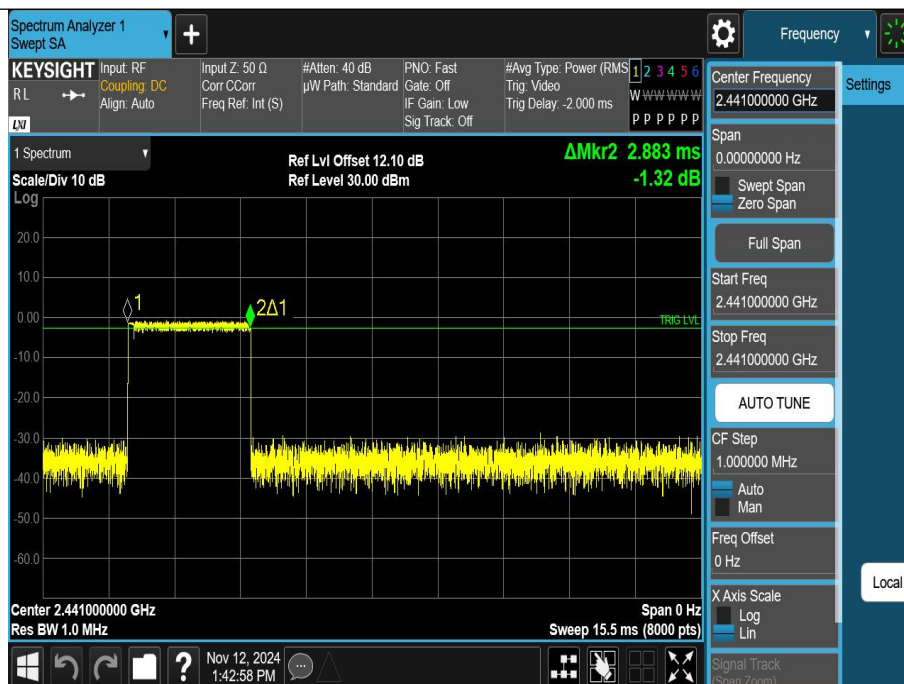 Spectrum Analyzer 1
Swept SA
+
Frequency
KEYSIGHT
R L
LXI
Input: RF
Coupling: DC
Align: Auto
Input Z: 50 Ω
Corr CCorr
Freq Ref: Int (S)
#Atten: 40 dB
µW Path: Standard
PNO: Fast
Gate: Off
IF Gain: Low
Sig Track: Off
#Avg Type: Power (RMS
Trig: Video
Trig Delay: -2.000 ms
1 2 3 4 5 6
W W W W W W
P P P P P P
1 Spectrum
Scale/Div 10 dB
Log
Ref Lvl Offset 12.10 dB
Ref Level 30.00 dBm
ΔMkr2 2.883 ms
-1.32 dB
20.0
10.0
0.00
-10.0
-20.0
-30.0
-40.0
-50.0
-60.0
1
2Δ1
TRIG LVL
Center 2.441000000 GHz
Res BW 1.0 MHz
Span 0 Hz
Sweep 15.5 ms (8000 pts)
Center Frequency
2.441000000 GHz
Span
0.00000000 Hz
Swept Span
Zero Span
Full Span
Start Freq
2.441000000 GHz
Stop Freq
2.441000000 GHz
AUTO TUNE
CF Step
1.000000 MHz
Auto
Man
Freq Offset
0 Hz
X Axis Scale
Log
Lin
Signal Track
(Span Zoom)
Settings
Local
?
Nov 12, 2024
1:42:58 PM